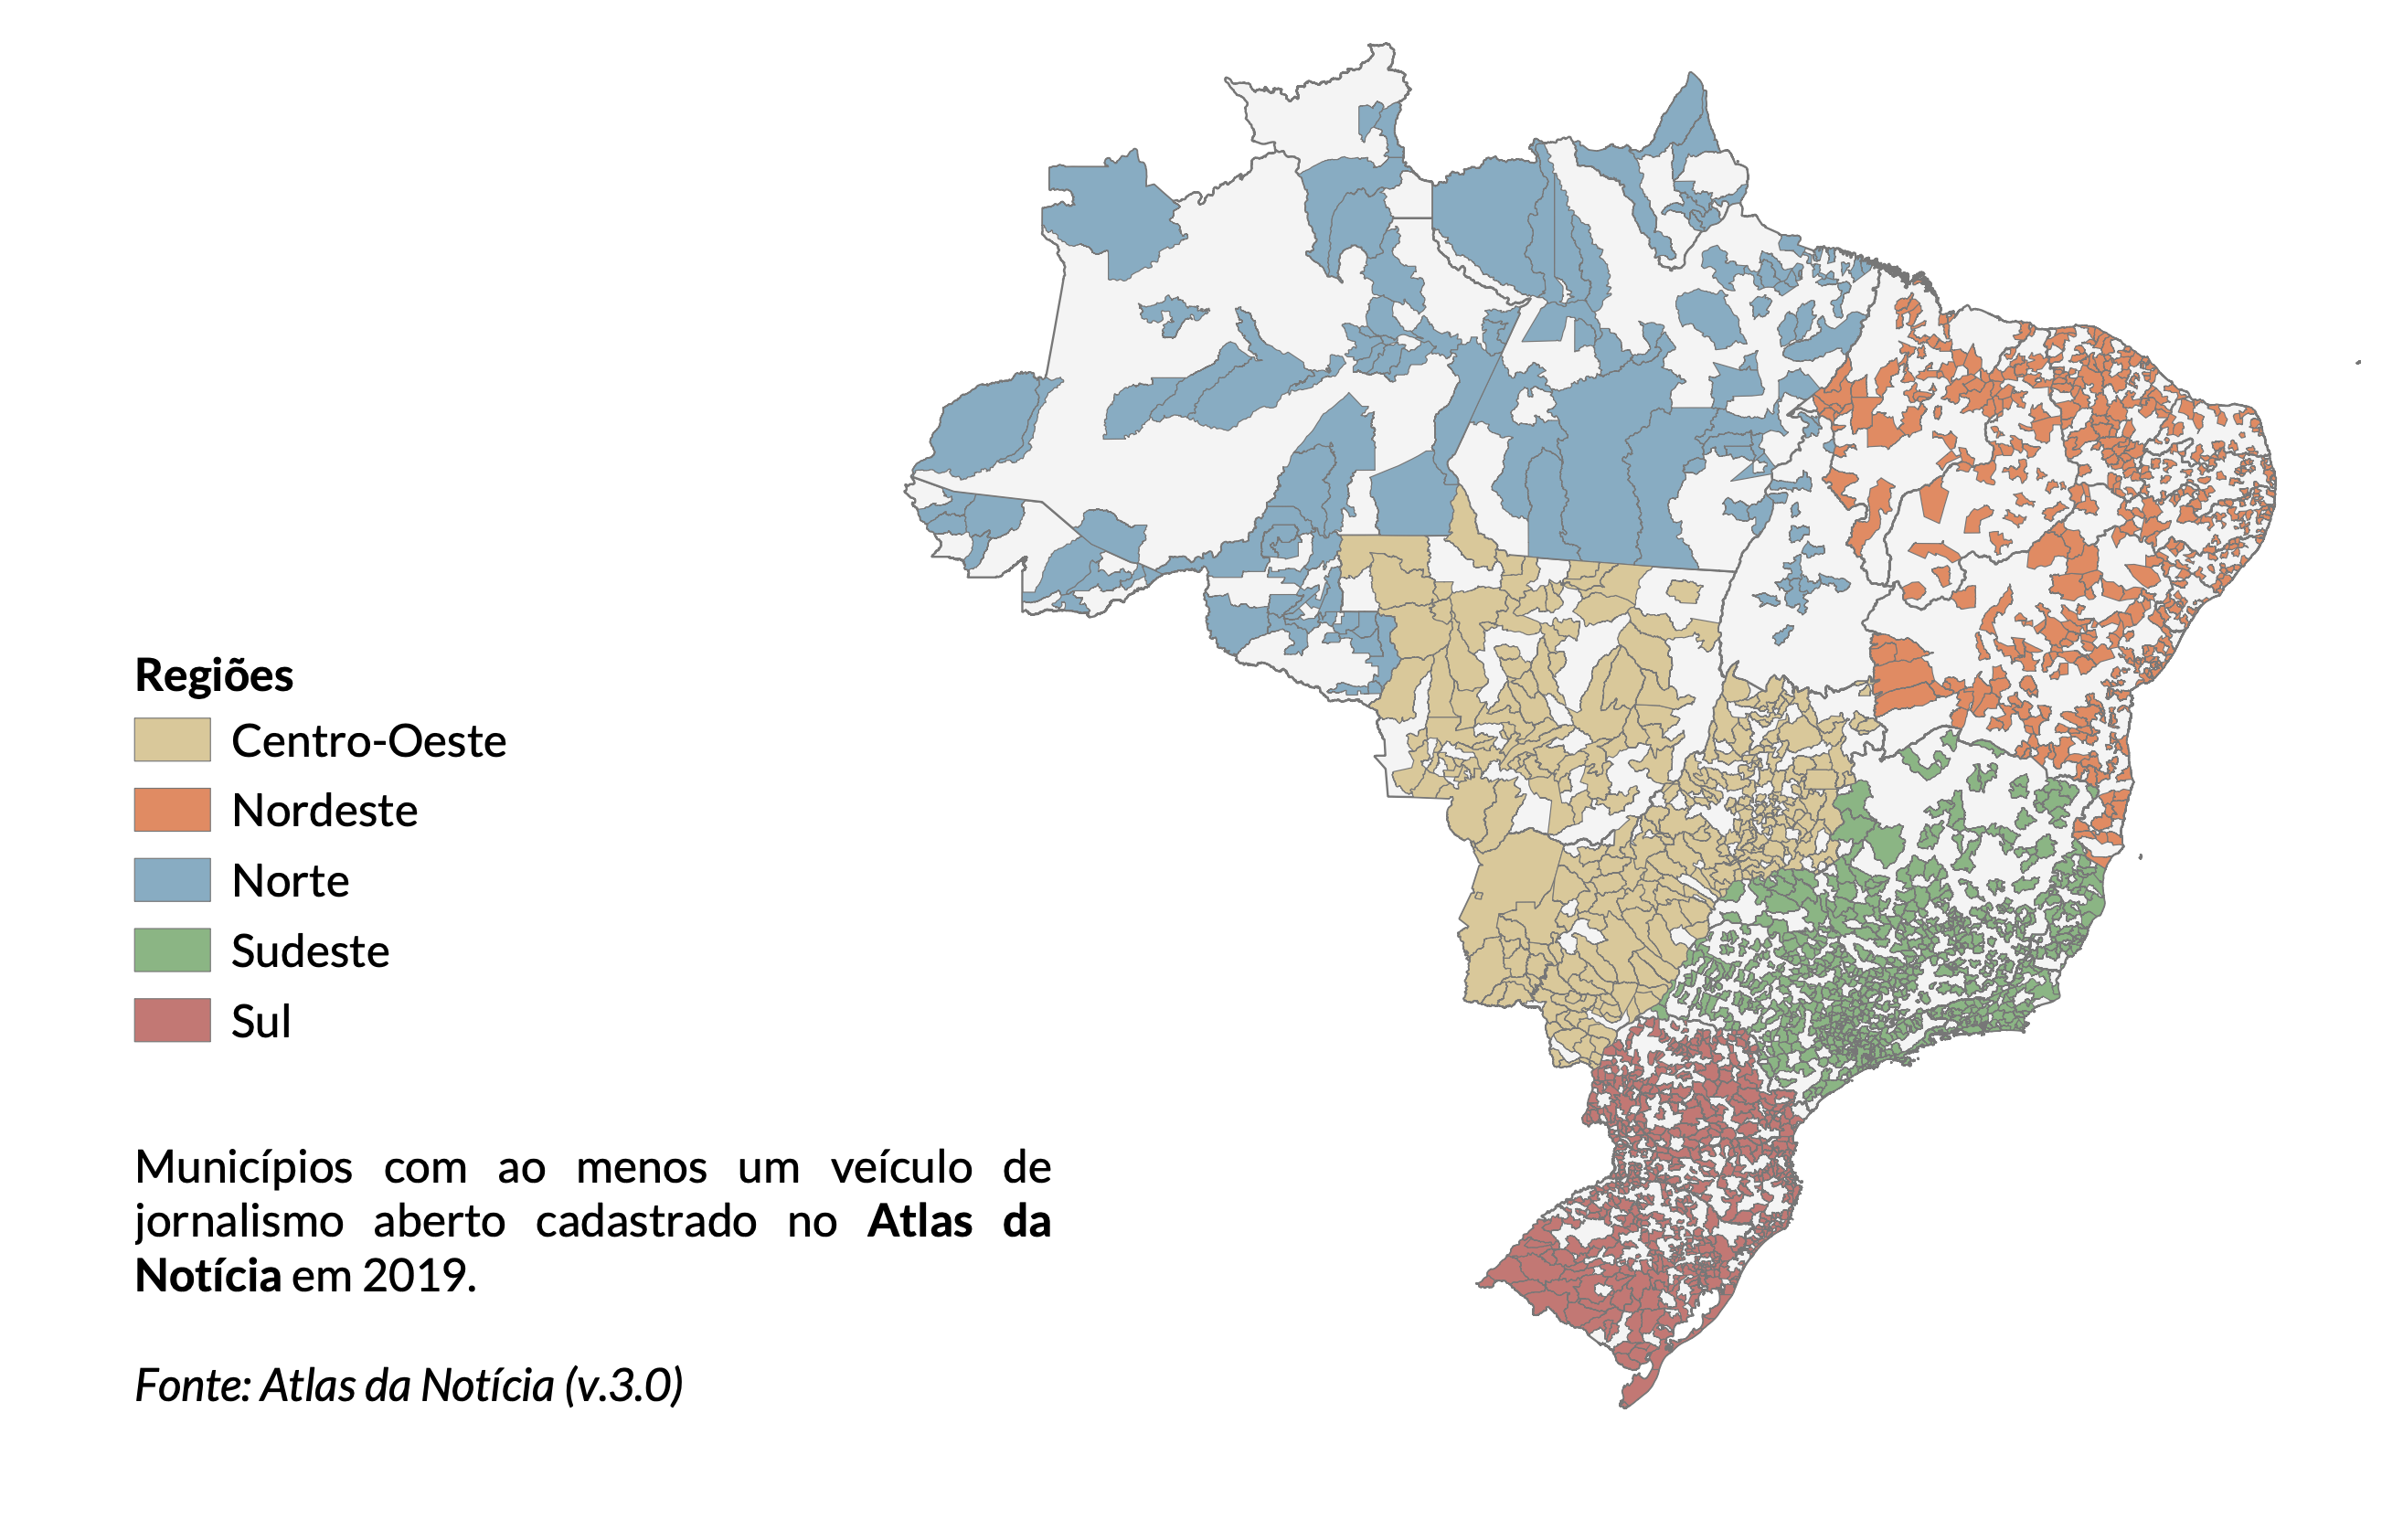 Regiões
Centro-Oeste
Nordeste
Norte
Sudeste
Sul
Municípios com ao menos um veículo de
jornalismo aberto cadastrado no Atlas da
Notícia em 2019.
Fonte: Atlas da Notícia (v.3.0)